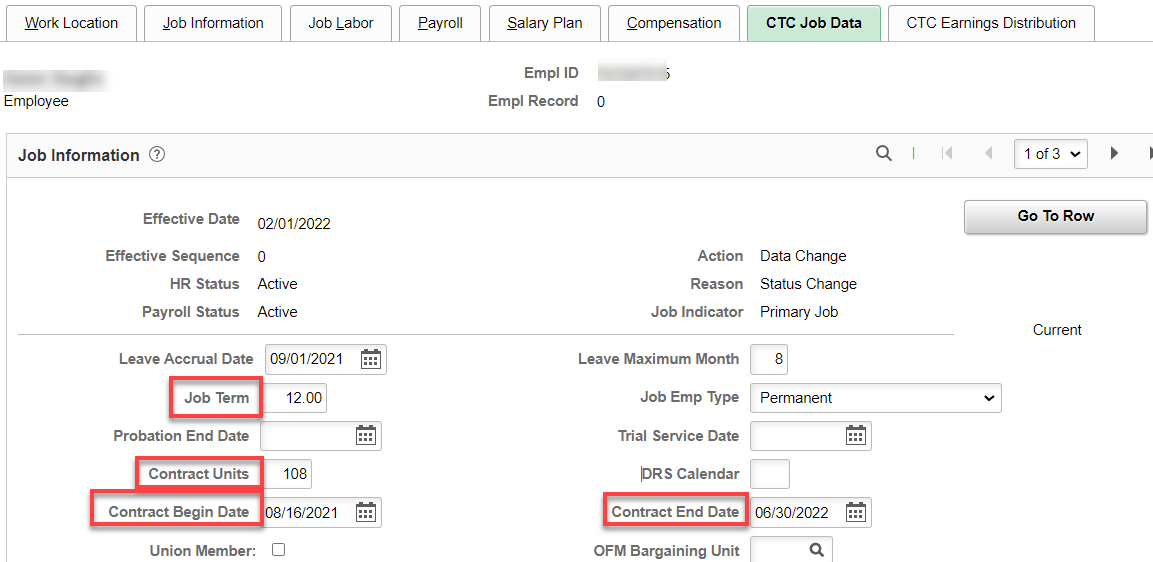 Work Location Job Information Job Labor Payroll Salary Plan Compensation CTC Job Data CTC Earnings Distribution
Empl ID
Employee Empl Record 0
Job Information ? 1 of 3
Go To Row
Effective Date 02/01/2022
Effective Sequence 0 Action Data Change
HR Status Active Reason Status Change
Payroll Status Active Job Indicator Primary Job
Current
Leave Accrual Date 09/01/2021 Leave Maximum Month 8
Job Term 12.00 Job Emp Type Permanent
Probation End Date Trial Service Date
Contract Units 108 DRS Calendar
Contract Begin Date 08/16/2021 Contract End Date 06/30/2022
Union Member: OFM Bargaining Unit